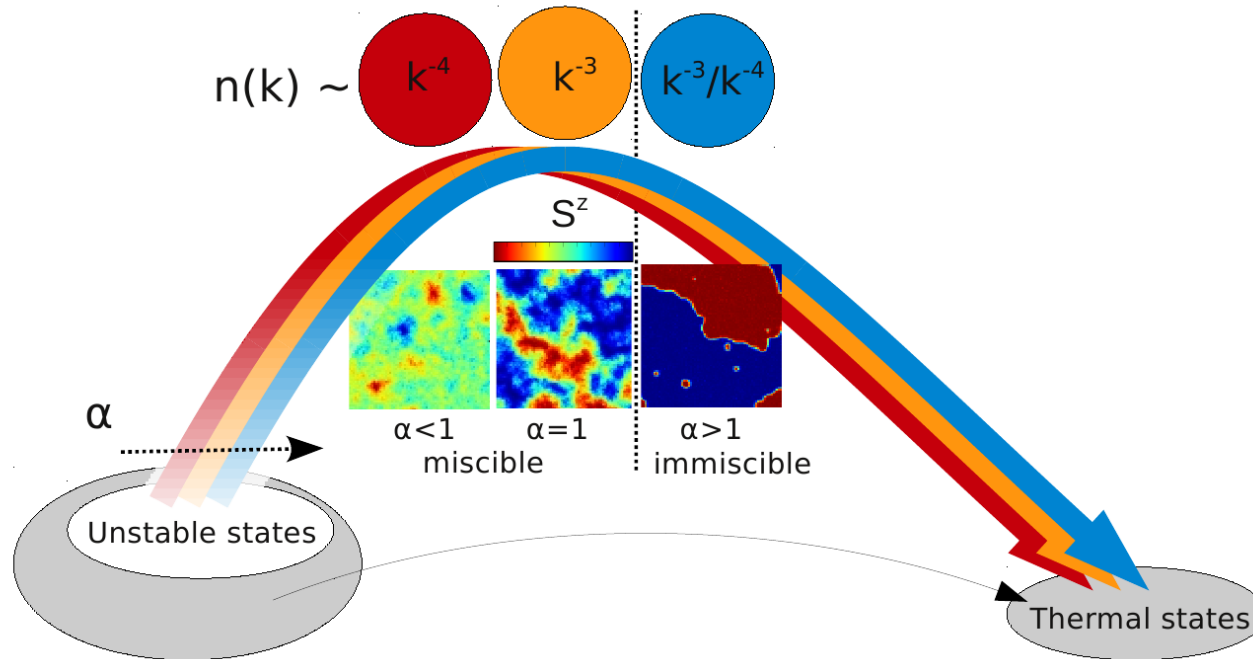 n(k) ~ k⁻⁴ k⁻³ k⁻³/k⁻⁴
Sᶻ
α
α<1 α=1 α>1
miscible immiscible
Unstable states
Thermal states